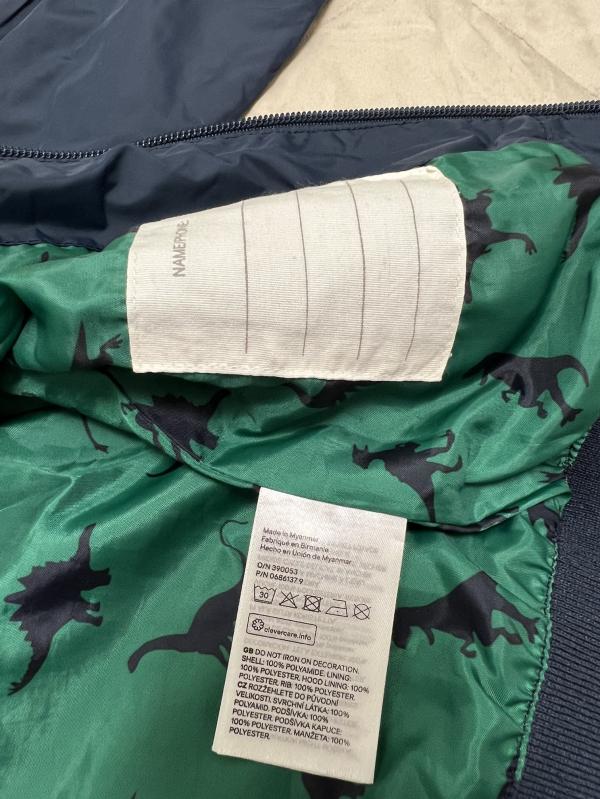 NAME
Made in Myanmar
Fabriqué en Birmanie
Hecho en Unión de Myanmar.
O/N 390053
P/N 0686137.9
30
clevercare.info
GB DO NOT IRON ON DECORATION.
SHELL: 100% POLYAMIDE. LINING:
100% POLYESTER, HOOD LINING: 100%
POLYESTER, RIB: 100% POLYESTER.
CZ ROZŽEHLETE DO PŮVODNÍ
VELIKOSTI. SVRCHNÍ LÁTKA: 100%
POLYAMID. PODŠÍVKA: 100%
POLYESTER. PODŠÍVKA KAPUCE:
100% POLYESTER, MANŽETA: 100%
POLYESTER.